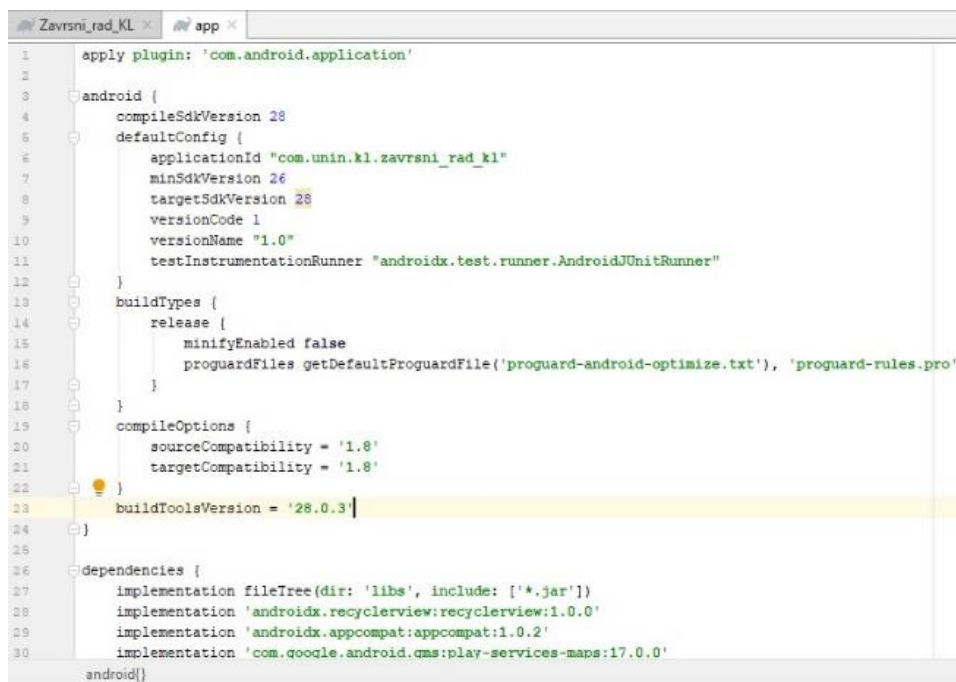 Zavrsni_rad_KL app
1 apply plugin: 'com.android.application'
2
3 android {
4 compileSdkVersion 28
5 defaultConfig {
6 applicationId "com.unin.kl.zavrsni_rad_kl"
7 minSdkVersion 26
8 targetSdkVersion 28
9 versionCode 1
10 versionName "1.0"
11 testInstrumentationRunner "androidx.test.runner.AndroidJUnitRunner"
12 }
13 buildTypes {
14 release {
15 minifyEnabled false
16 proguardFiles getDefaultProguardFile('proguard-android-optimize.txt'), 'proguard-rules.pro'
17 }
18 }
19 compileOptions {
20 sourceCompatibility = '1.8'
21 targetCompatibility = '1.8'
22 }
23 buildToolsVersion = '28.0.3'
24 }
25
26 dependencies {
27 implementation fileTree(dir: 'libs', include: ['*.jar'])
28 implementation 'androidx.recyclerview:recyclerview:1.0.0'
29 implementation 'androidx.appcompat:appcompat:1.0.2'
30 implementation 'com.google.android.gms:play-services-maps:17.0.0'
android{}